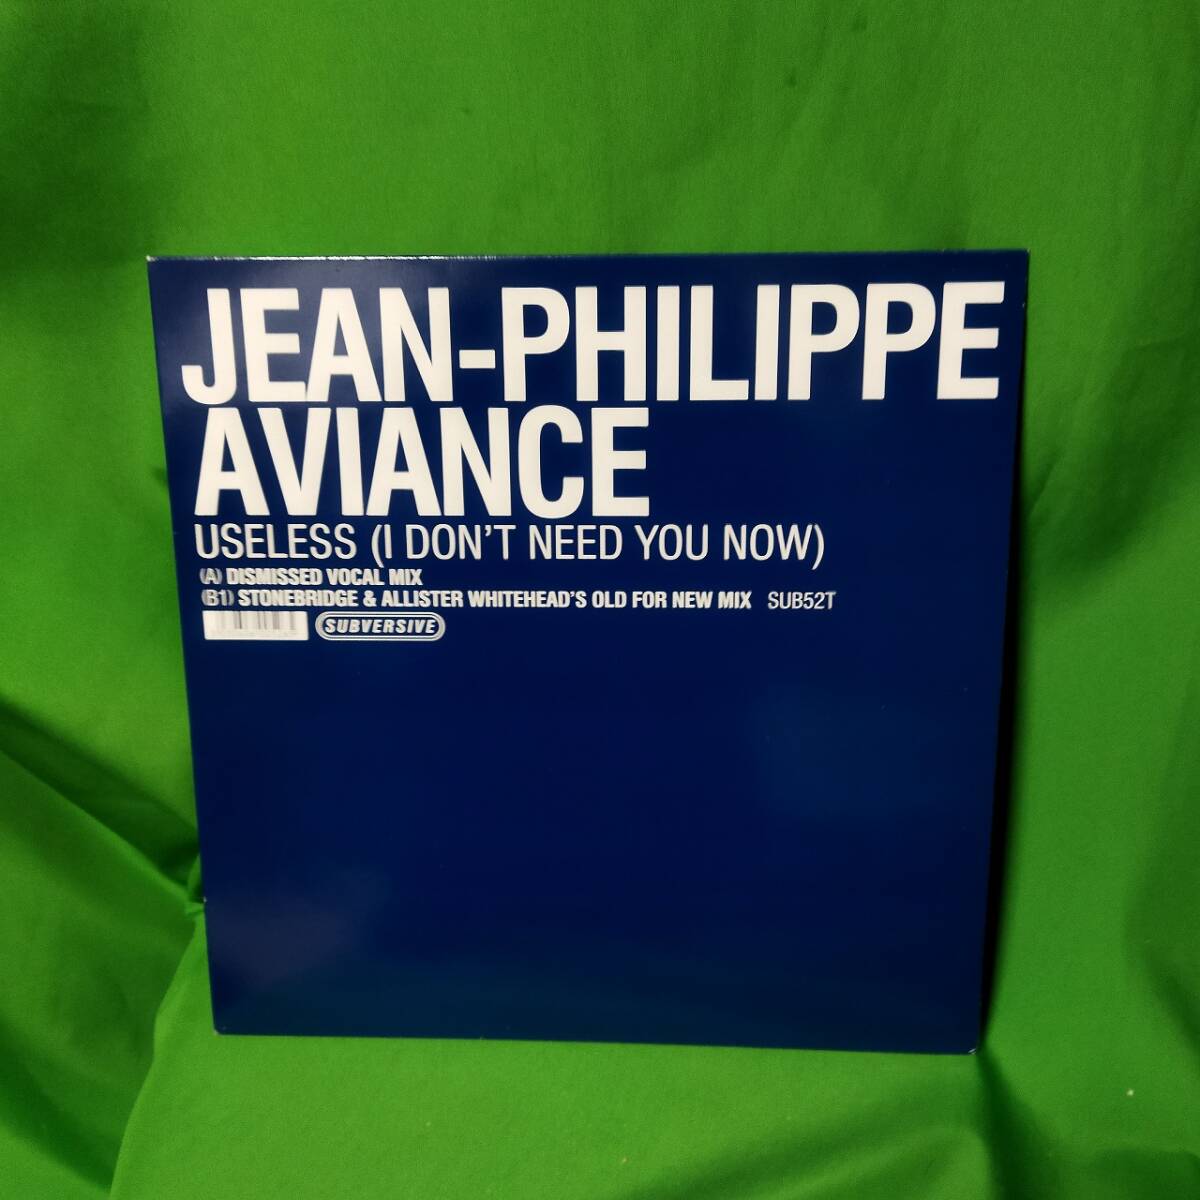 JEAN-PHILIPPE
AVIANCE
USELESS (I DON'T NEED YOU NOW)
(A) DISMISSED VOCAL MIX
(B1) STONEBRIDGE & ALLISTER WHITEHEAD'S OLD FOR NEW MIX SUB52T
SUBVERSIVE